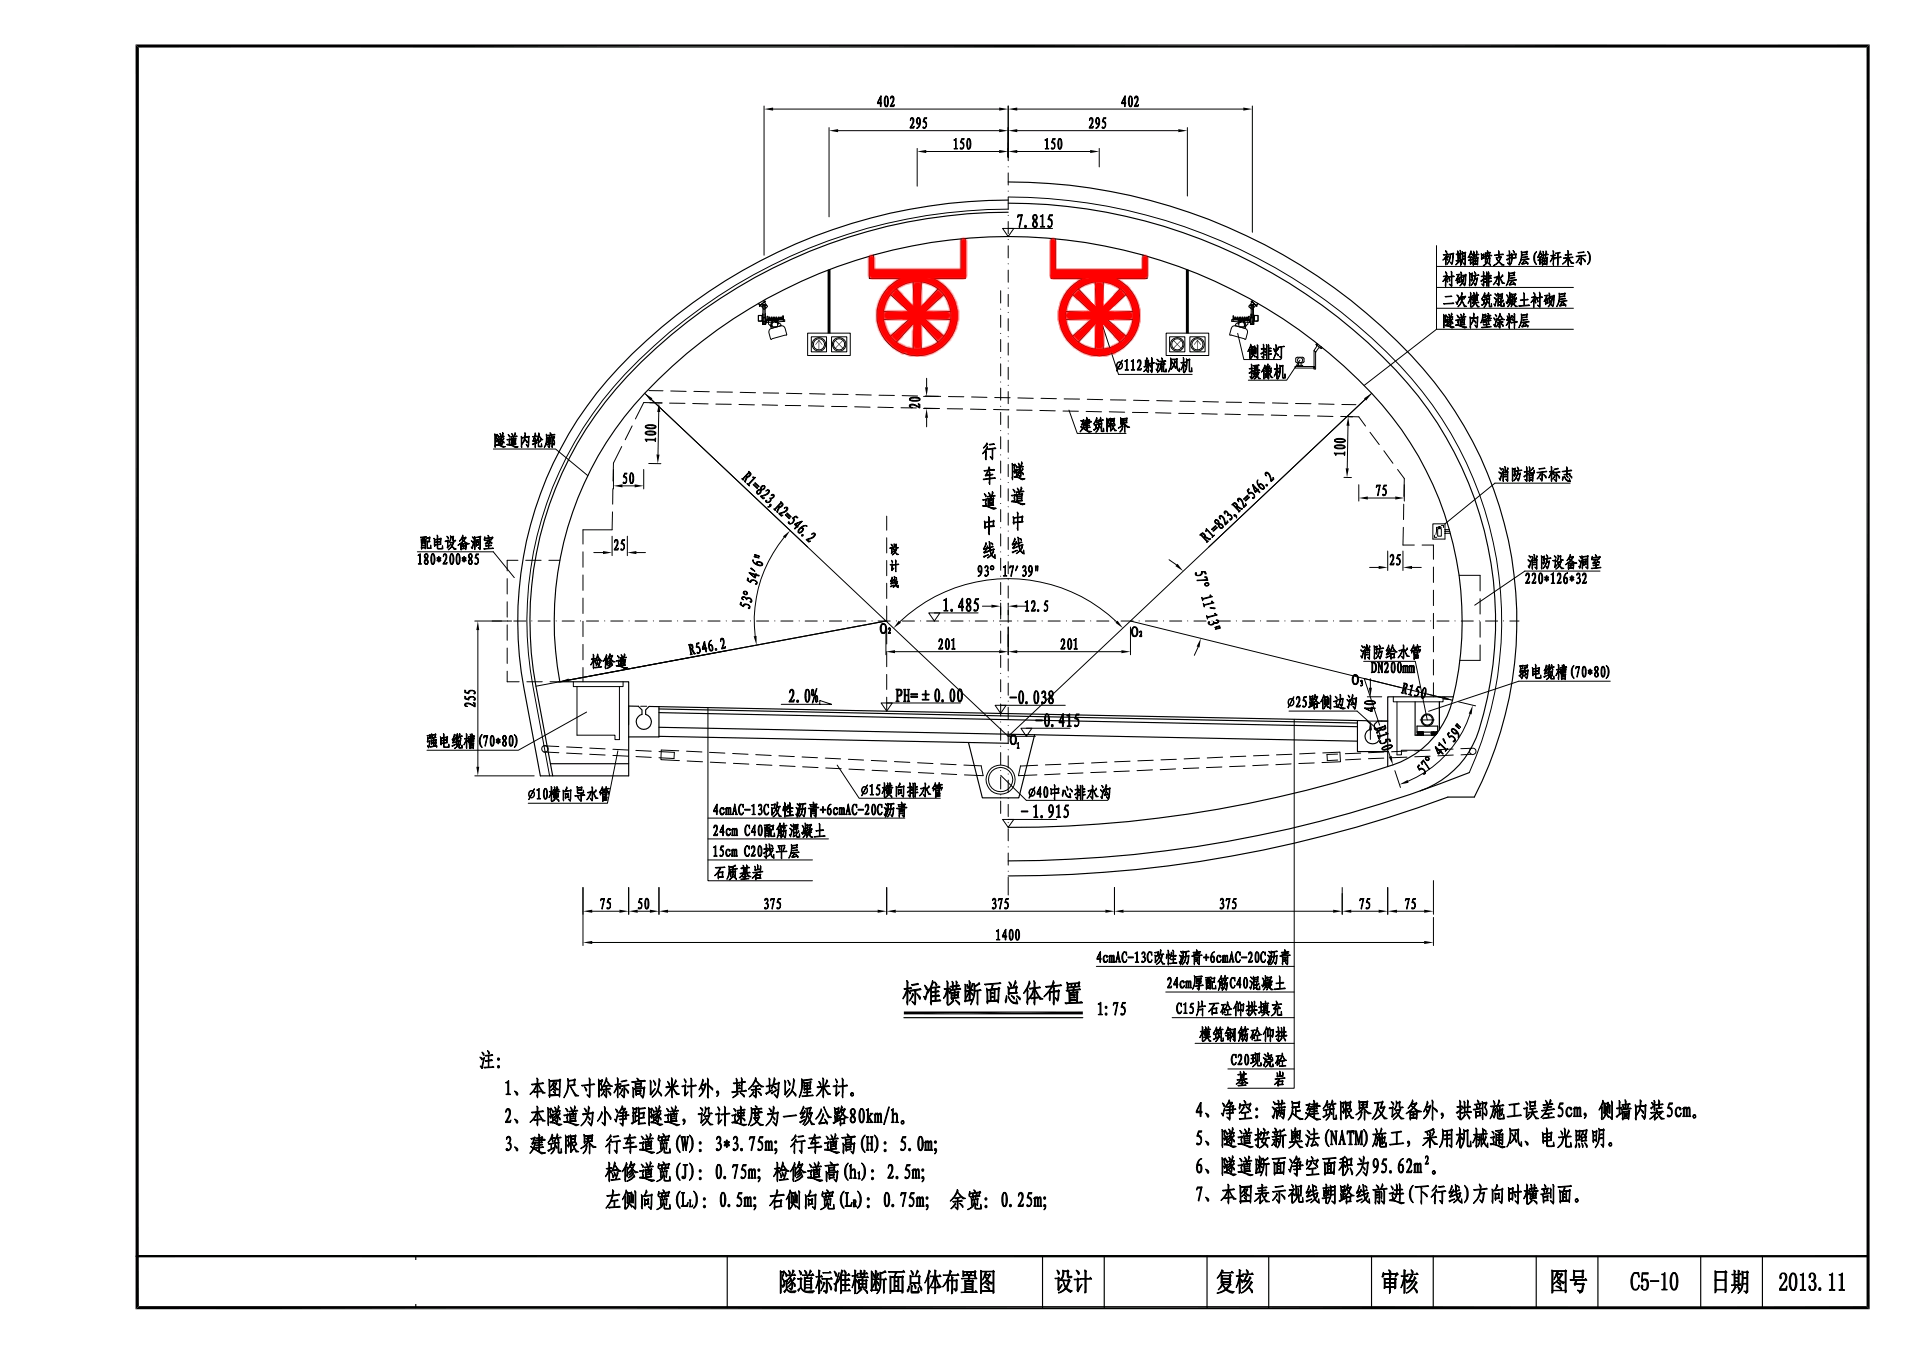 402 402
295 295
150 150
7.815
初期锚喷支护层(锚杆未示)
衬砌防排水层
二次模筑混凝土衬砌层
隧道内壁涂料层
侧排灯
摄像机
Ø112射流风机
20
建筑限界
隧道内轮廓
100
100
50
75
行车道中线
隧道中线
R1=823,R2=546.2
R1=823,R2=546.2
消防指示标志
配电设备洞室
180*200*85
25
25
设计线
53° 54′6″
93° 17′39″
57° 11′13″
消防设备洞室
220*126*32
1.485
12.5
O₂
O₂
201 201
R546.2
检修道
消防给水管
DN200mm
弱电缆槽(70*80)
O₃
R150
40
255
2.0%
PH=±0.00
-0.038
-0.415
Ø25路侧边沟
R150
57° 41′59″
强电缆槽(70*80)
O₁
Ø10横向导水管
Ø15横向排水管
Ø40中心排水沟
-1.915
4cmAC-13C改性沥青+6cmAC-20C沥青
24cm C40配筋混凝土
15cm C20找平层
石质基岩
75 50 375 375 375 75 75
1400
4cmAC-13C改性沥青+6cmAC-20C沥青
24cm厚配筋C40混凝土
C15片石砼仰拱填充
模筑钢筋砼仰拱
C20现浇砼
基 岩
标准横断面总体布置 1:75
注:
1、本图尺寸除标高以米计外，其余均以厘米计。
2、本隧道为小净距隧道，设计速度为一级公路80km/h。
3、建筑限界 行车道宽(W): 3*3.75m; 行车道高(H): 5.0m;
检修道宽(J): 0.75m; 检修道高(h₁): 2.5m;
左侧向宽(Lʟ): 0.5m; 右侧向宽(Lʀ): 0.75m; 余宽: 0.25m;
4、净空: 满足建筑限界及设备外，拱部施工误差5cm，侧墙内装5cm。
5、隧道按新奥法(NATM)施工，采用机械通风、电光照明。
6、隧道断面净空面积为95.62m²。
7、本图表示视线朝路线前进(下行线)方向时横剖面。
隧道标准横断面总体布置图 设计 复核 审核 图号 C5-10 日期 2013.11